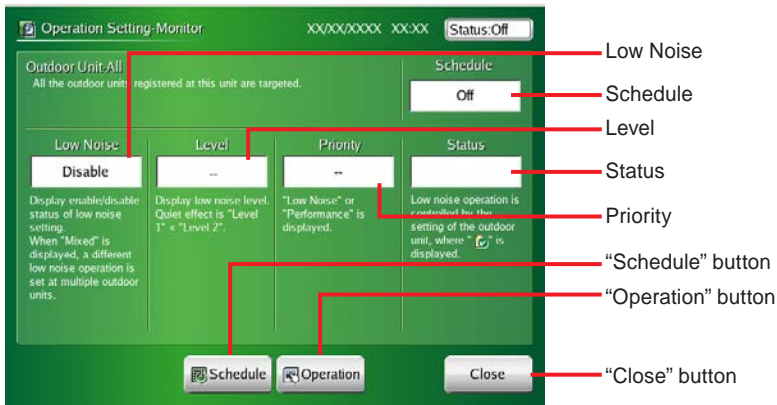 Operation Setting-Monitor XX/XX/XXXX XX:XX Status:Off
Outdoor Unit-All
All the outdoor units registered at this unit are targeted.
Schedule
Off
Low Noise
Disable
Display enable/disable
status of low noise
setting.
When "Mixed" is
displayed, a different
low noise operation is
set at multiple outdoor
units.
Level
--
Display low noise level.
Quiet effect is "Level
1" < "Level 2".
Priority
--
"Low Noise" or
"Performance" is
displayed.
Status
Low noise operation is
controlled by the
setting of the outdoor
unit, where " " is
displayed.
Schedule
Operation
Close
Low Noise
Schedule
Level
Status
Priority
“Schedule” button
“Operation” button
“Close” button